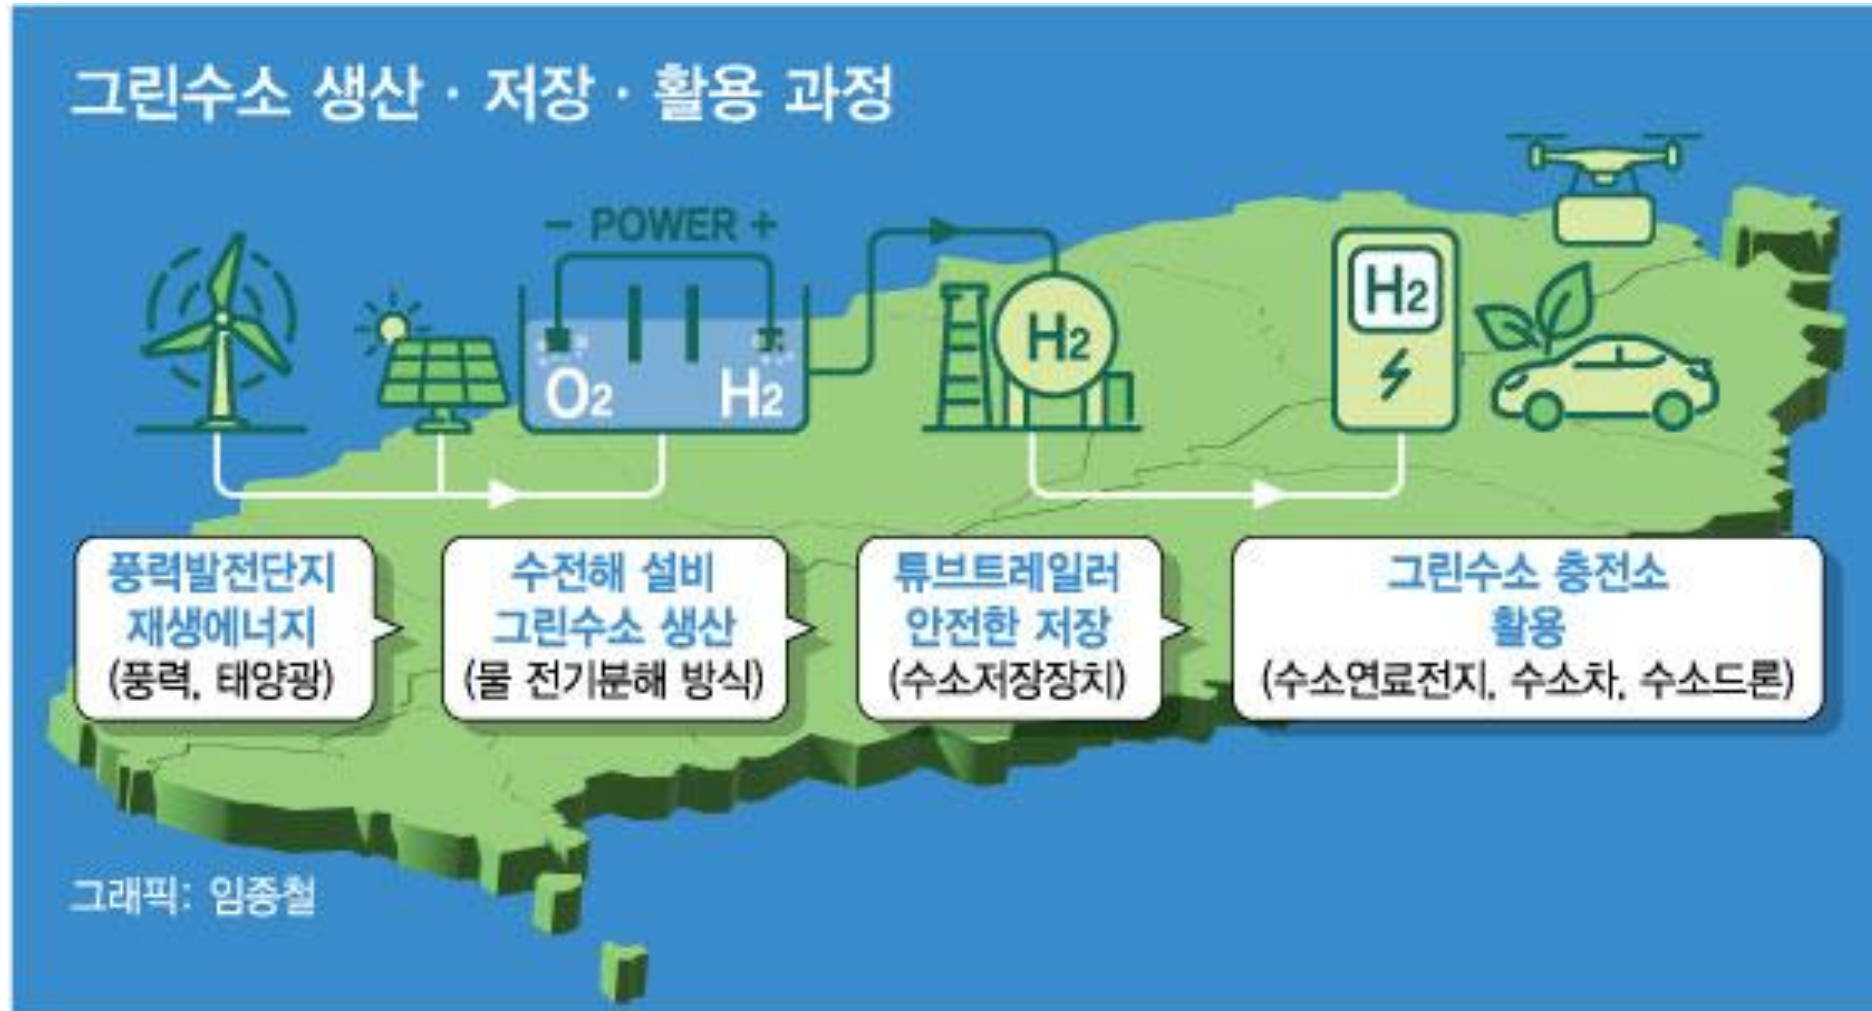 그린수소 생산 · 저장 · 활용 과정
− POWER +
O2
H2
H2
H2
풍력발전단지
재생에너지
(풍력, 태양광)
수전해 설비
그린수소 생산
(물 전기분해 방식)
튜브트레일러
안전한 저장
(수소저장장치)
그린수소 충전소
활용
(수소연료전지, 수소차, 수소드론)
그래픽: 임종철